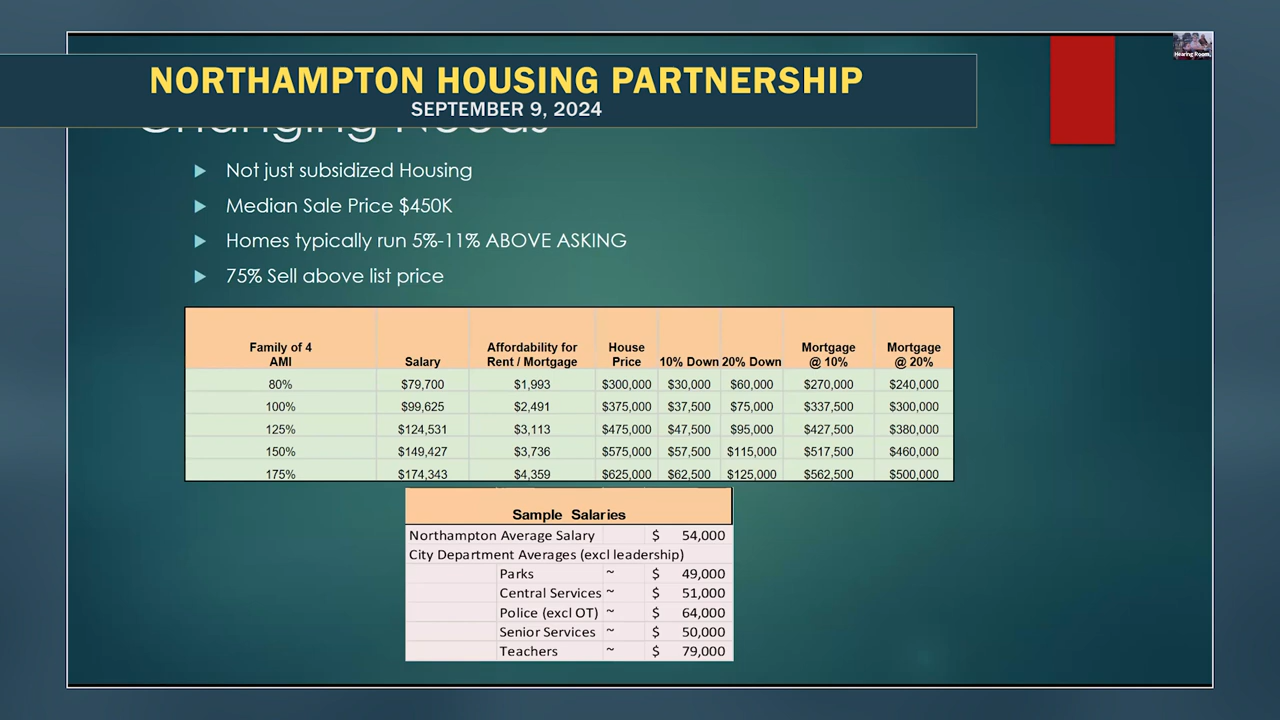 Hearing Room,
NORTHAMPTON HOUSING PARTNERSHIP
SEPTEMBER 9, 2024
Changing Needs
Not just subsidized Housing
Median Sale Price $450K
Homes typically run 5%-11% ABOVE ASKING
75% Sell above list price
Family of 4 AMI Salary Affordability for Rent / Mortgage House Price 10% Down 20% Down Mortgage @ 10% Mortgage @ 20%
80% $79,700 $1,993 $300,000 $30,000 $60,000 $270,000 $240,000
100% $99,625 $2,491 $375,000 $37,500 $75,000 $337,500 $300,000
125% $124,531 $3,113 $475,000 $47,500 $95,000 $427,500 $380,000
150% $149,427 $3,736 $575,000 $57,500 $115,000 $517,500 $460,000
175% $174,343 $4,359 $625,000 $62,500 $125,000 $562,500 $500,000
Sample Salaries
Northampton Average Salary $ 54,000
City Department Averages (excl leadership)
Parks ~ $ 49,000
Central Services ~ $ 51,000
Police (excl OT) ~ $ 64,000
Senior Services ~ $ 50,000
Teachers ~ $ 79,000